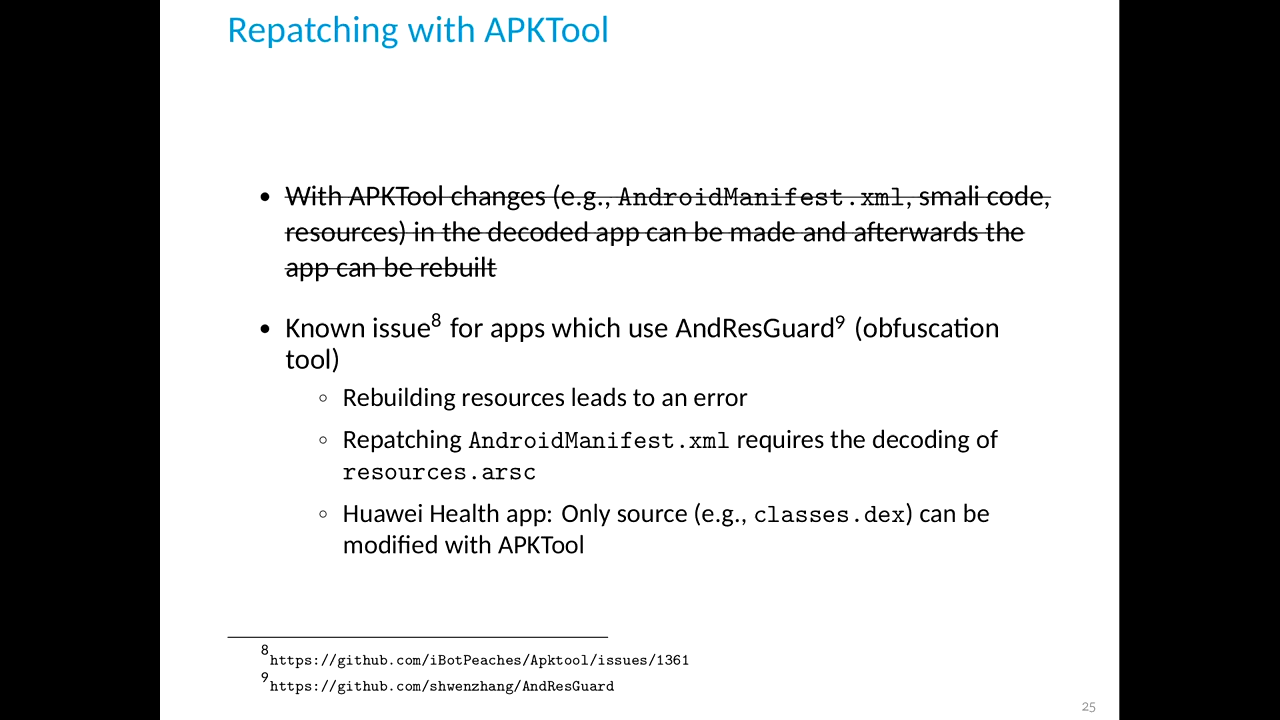 Repatching with APKTool
• With APKTool changes (e.g., AndroidManifest.xml, smali code,
resources) in the decoded app can be made and afterwards the
app can be rebuilt
• Known issue8 for apps which use AndResGuard9 (obfuscation
tool)
◦ Rebuilding resources leads to an error
◦ Repatching AndroidManifest.xml requires the decoding of
resources.arsc
◦ Huawei Health app: Only source (e.g., classes.dex) can be
modified with APKTool
8https://github.com/iBotPeaches/Apktool/issues/1361
9https://github.com/shwenzhang/AndResGuard
25